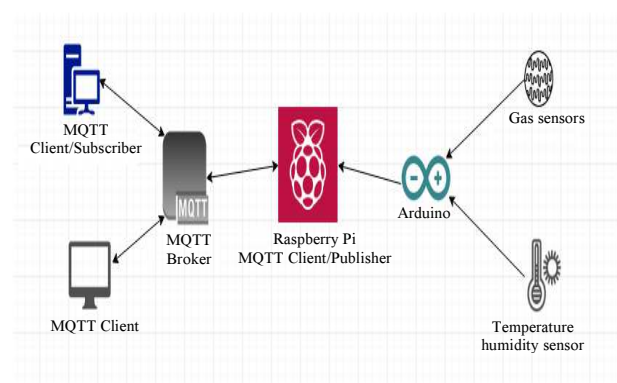 MQTT
Client/Subscriber
Gas sensors
MQTT
Arduino
MQTT
Broker
Raspberry Pi
MQTT Client/Publisher
MQTT Client
Temperature
humidity sensor